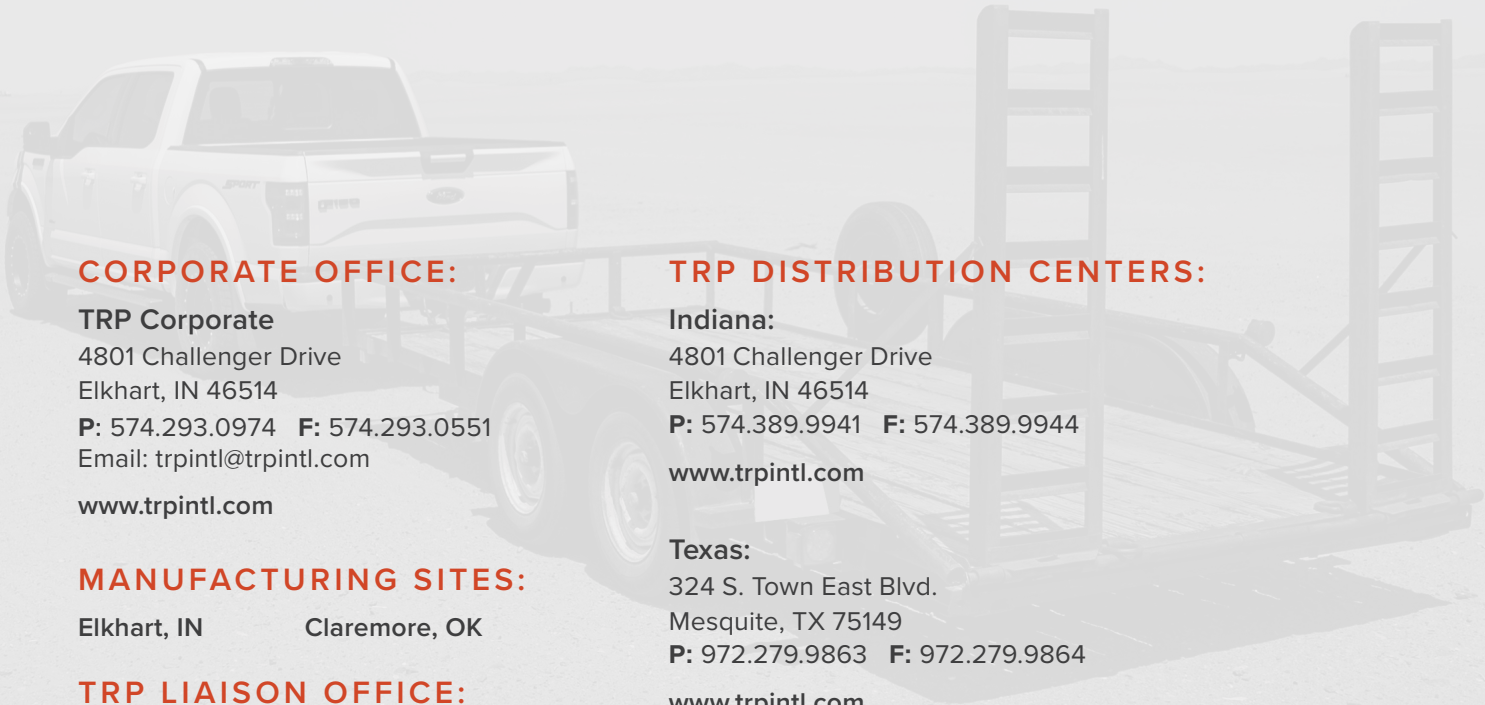 CORPORATE OFFICE:
TRP Corporate
4801 Challenger Drive
Elkhart, IN 46514
P: 574.293.0974 F: 574.293.0551
Email: trpintl@trpintl.com
www.trpintl.com
MANUFACTURING SITES:
Elkhart, IN Claremore, OK
TRP LIAISON OFFICE:
TRP DISTRIBUTION CENTERS:
Indiana:
4801 Challenger Drive
Elkhart, IN 46514
P: 574.389.9941 F: 574.389.9944
www.trpintl.com
Texas:
324 S. Town East Blvd.
Mesquite, TX 75149
P: 972.279.9863 F: 972.279.9864
www.trpintl.com
SPORT